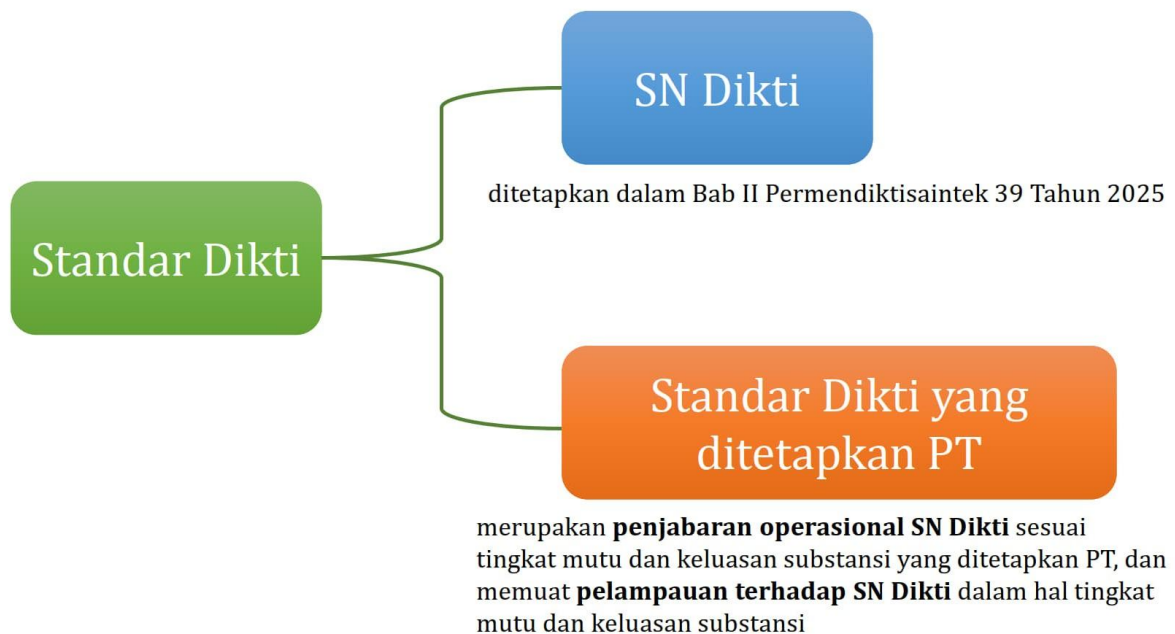 SN Dikti
ditetapkan dalam Bab II Permendiktisaintek 39 Tahun 2025
Standar Dikti
Standar Dikti yang
ditetapkan PT
merupakan penjabaran operasional SN Dikti sesuai
tingkat mutu dan keluasan substansi yang ditetapkan PT, dan
memuat pelampauan terhadap SN Dikti dalam hal tingkat
mutu dan keluasan substansi